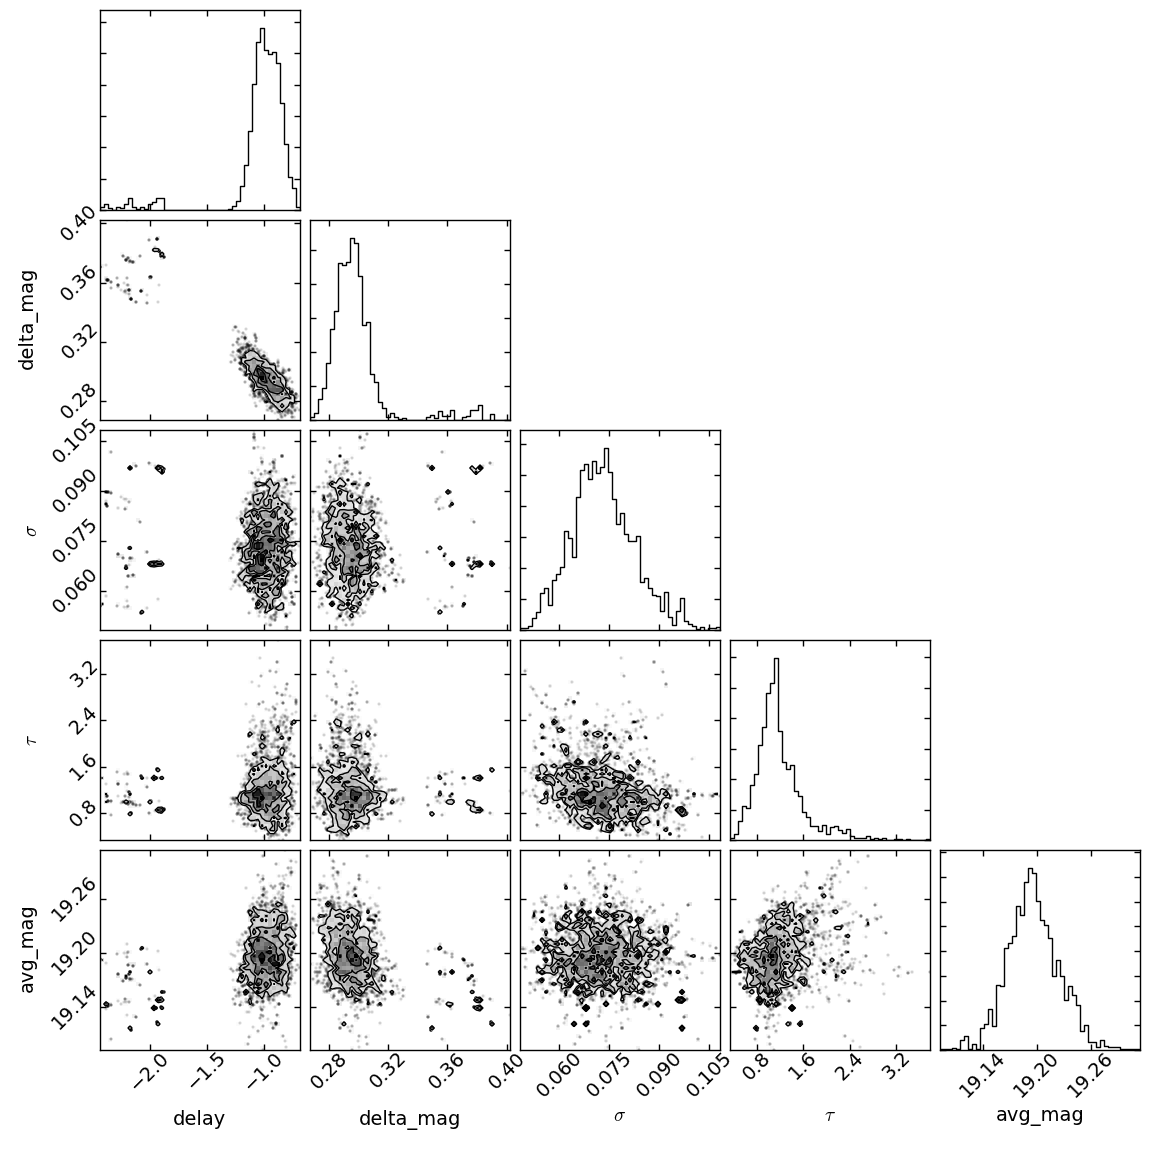 0.40
0.36
0.32
0.28
delta_mag
0.105
0.090
0.075
0.060
σ
3.2
2.4
1.6
0.8
τ
19.26
19.20
19.14
avg_mag
−2.0 −1.5 −1.0
0.28 0.32 0.36 0.40
0.060 0.075 0.090 0.105
0.8 1.6 2.4 3.2
19.14 19.20 19.26
delay delta_mag σ τ avg_mag